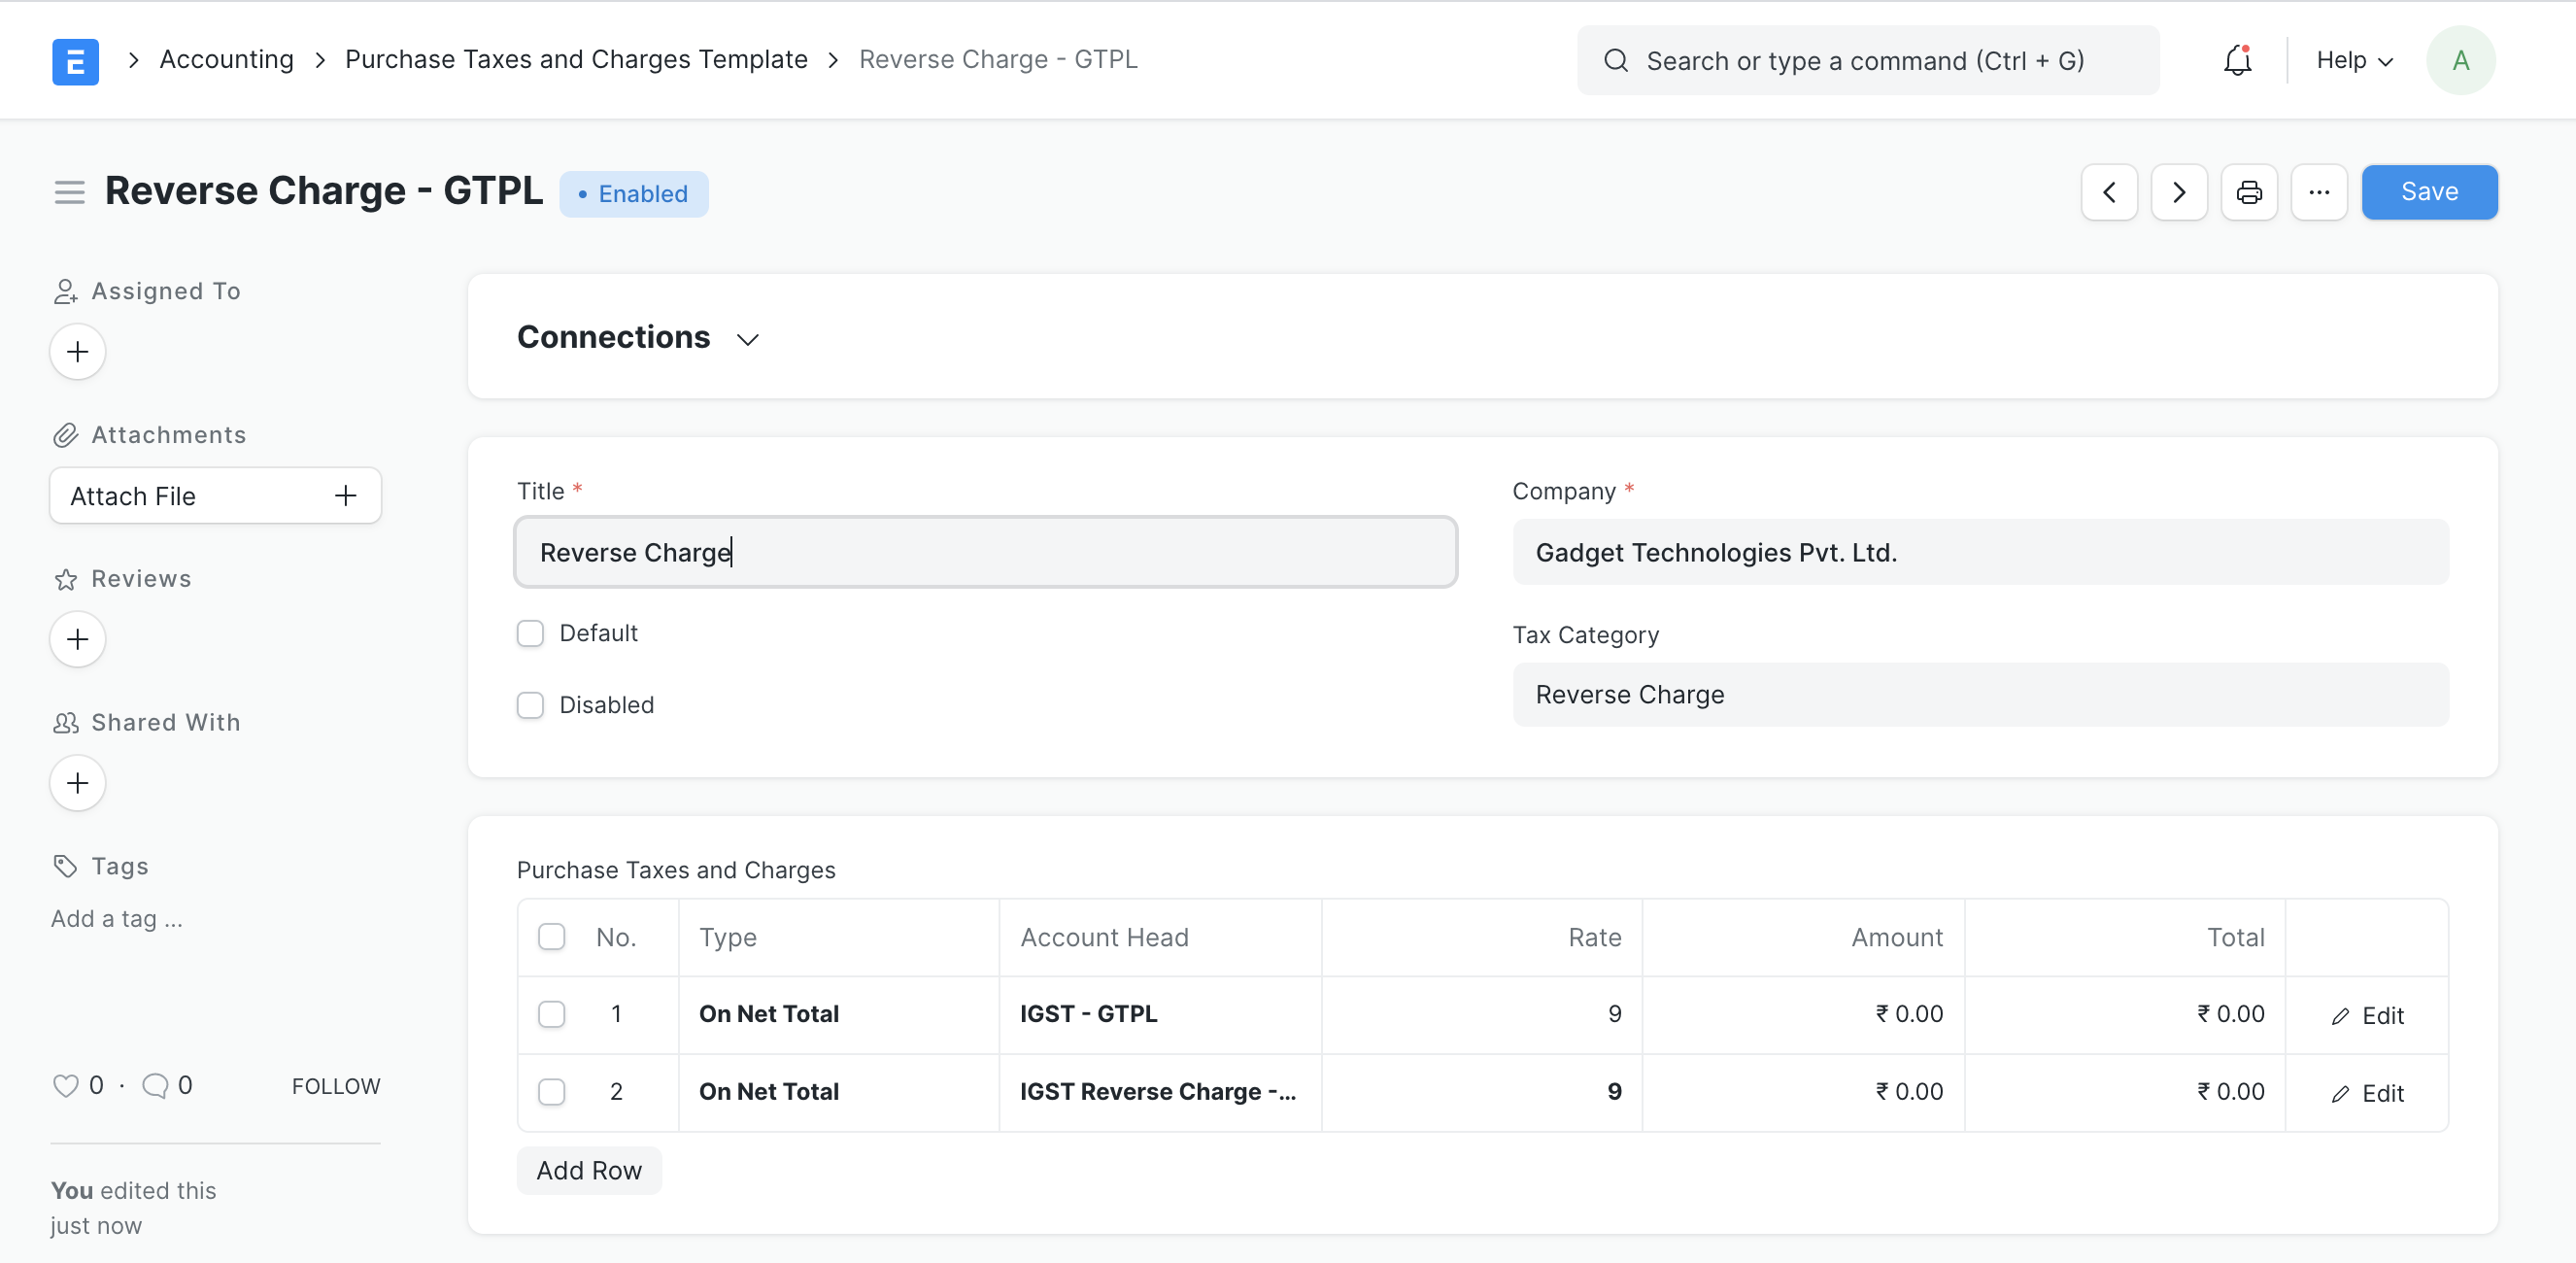 E > Accounting > Purchase Taxes and Charges Template > Reverse Charge - GTPL
Search or type a command (Ctrl + G)
Help
A
Reverse Charge - GTPL
• Enabled
...
Save
Assigned To
Attachments
Attach File
Reviews
Shared With
Tags
Add a tag ...
0 · 0 FOLLOW
You edited this
just now
Connections
Title *
Reverse Charge
Default
Disabled
Company *
Gadget Technologies Pvt. Ltd.
Tax Category
Reverse Charge
Purchase Taxes and Charges
No. Type Account Head Rate Amount Total
1 On Net Total IGST - GTPL 9 ₹ 0.00 ₹ 0.00 Edit
2 On Net Total IGST Reverse Charge -... 9 ₹ 0.00 ₹ 0.00 Edit
Add Row